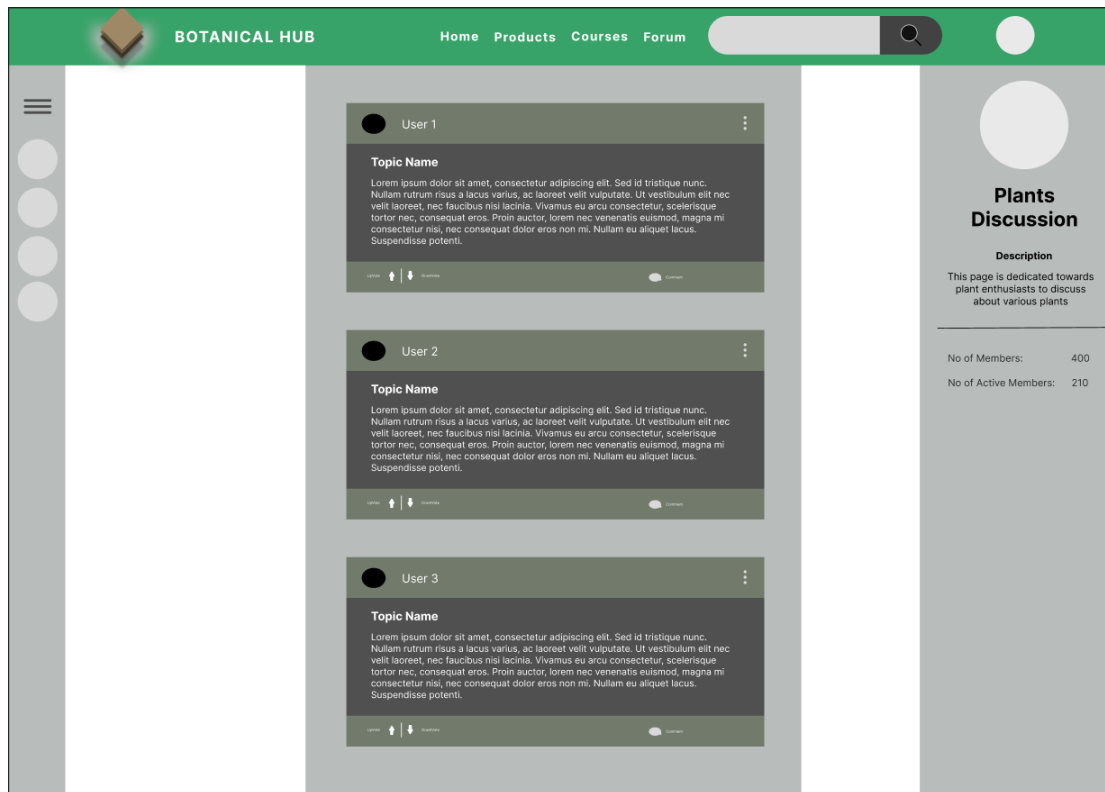 BOTANICAL HUB
Home Products Courses Forum
User 1
Topic Name
Lorem ipsum dolor sit amet, consectetur adipiscing elit. Sed id tristique nunc.
Nullam rutrum risus a lacus varius, ac laoreet velit vulputate. Ut vestibulum elit nec
velit laoreet, nec faucibus nisi lacinia. Vivamus eu arcu consectetur, scelerisque
tortor nec, consequat eros. Proin auctor, lorem nec venenatis euismod, magna mi
consectetur nisi, nec consequat dolor eros non mi. Nullam eu aliquet lacus.
Suspendisse potenti.
Comment
User 2
Topic Name
Lorem ipsum dolor sit amet, consectetur adipiscing elit. Sed id tristique nunc.
Nullam rutrum risus a lacus varius, ac laoreet velit vulputate. Ut vestibulum elit nec
velit laoreet, nec faucibus nisi lacinia. Vivamus eu arcu consectetur, scelerisque
tortor nec, consequat eros. Proin auctor, lorem nec venenatis euismod, magna mi
consectetur nisi, nec consequat dolor eros non mi. Nullam eu aliquet lacus.
Suspendisse potenti.
Comment
User 3
Topic Name
Lorem ipsum dolor sit amet, consectetur adipiscing elit. Sed id tristique nunc.
Nullam rutrum risus a lacus varius, ac laoreet velit vulputate. Ut vestibulum elit nec
velit laoreet, nec faucibus nisi lacinia. Vivamus eu arcu consectetur, scelerisque
tortor nec, consequat eros. Proin auctor, lorem nec venenatis euismod, magna mi
consectetur nisi, nec consequat dolor eros non mi. Nullam eu aliquet lacus.
Suspendisse potenti.
Comment
Plants
Discussion
Description
This page is dedicated towards
plant enthusiasts to discuss
about various plants
No of Members: 400
No of Active Members: 210